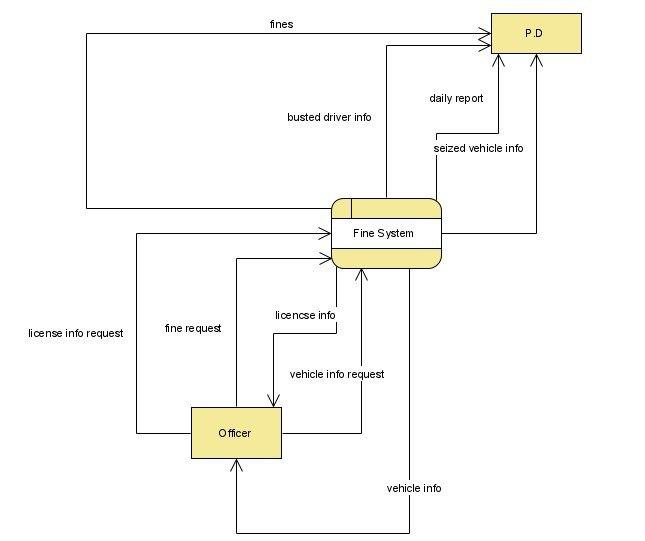 fines
P.D
daily report
busted driver info
seized vehicle info
Fine System
licencse info
fine request
license info request
vehicle info request
Officer
vehicle info